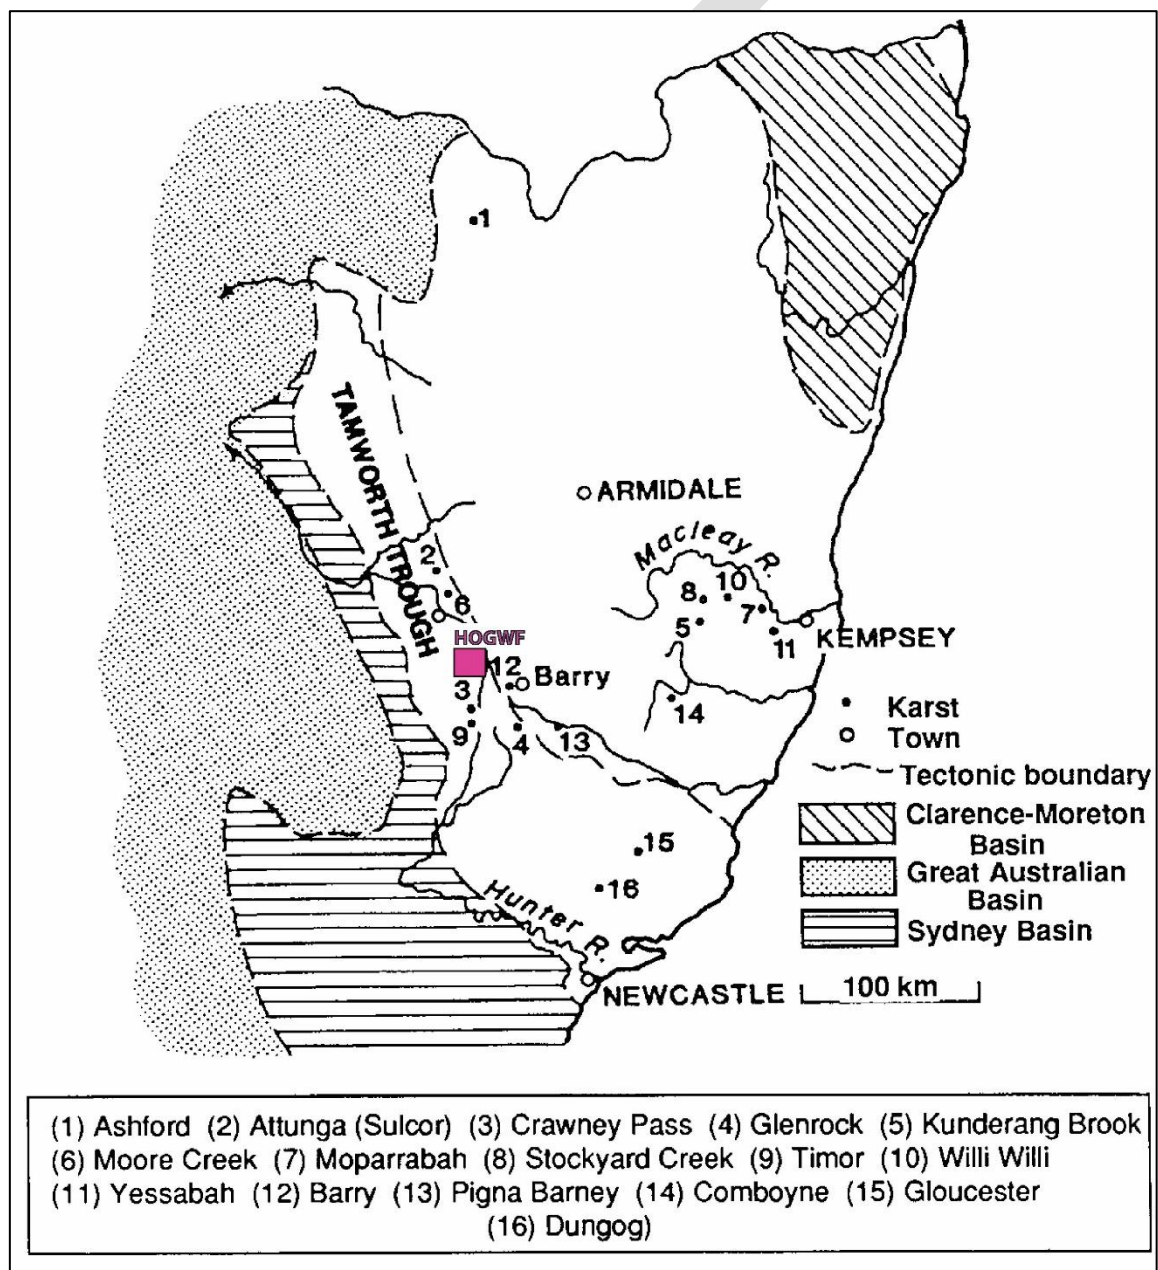 1
TAMWORTH TROUGH
ARMIDALE
Macleay R.
2
10
8
6
7
5
KEMPSEY
11
HOGWF
12
Barry
3
14
Karst
9
4
13
Town
Tectonic boundary
Clarence-Moreton
Basin
15
Great Australian
Basin
16
Hunter R.
Sydney Basin
NEWCASTLE
100 km
(1) Ashford (2) Attunga (Sulcor) (3) Crawney Pass (4) Glenrock (5) Kunderang Brook
(6) Moore Creek (7) Moparrabah (8) Stockyard Creek (9) Timor (10) Willi Willi
(11) Yessabah (12) Barry (13) Pigna Barney (14) Comboyne (15) Gloucester
(16) Dungog)